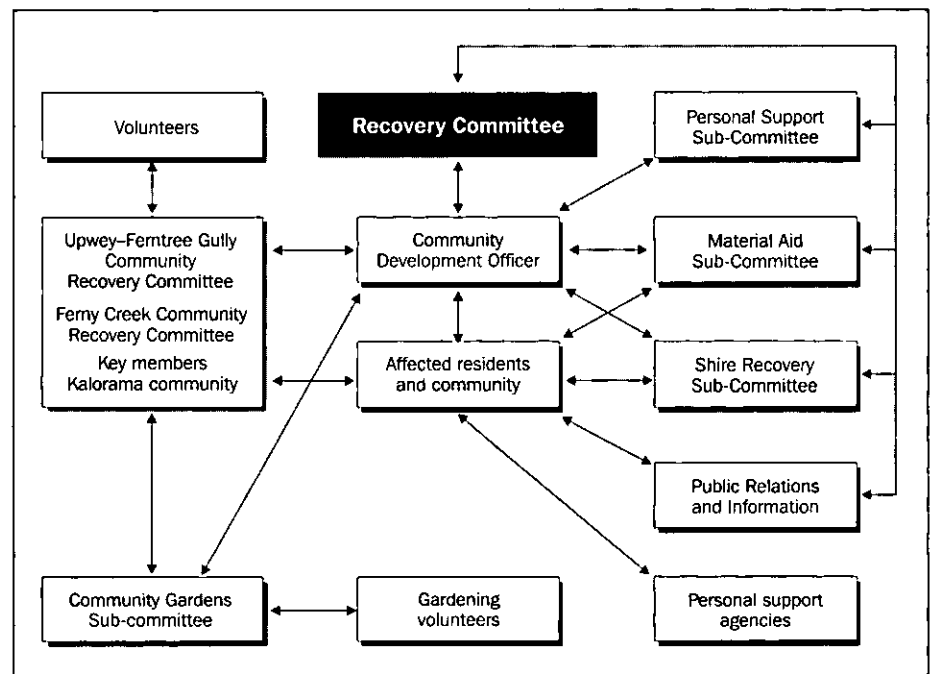 Volunteers
Recovery Committee
Personal Support
Sub-Committee
Upwey–Ferntree Gully
Community
Recovery Committee
Ferny Creek Community
Recovery Committee
Key members
Kalorama community
Community
Development Officer
Material Aid
Sub-Committee
Affected residents
and community
Shire Recovery
Sub-Committee
Public Relations
and Information
Community Gardens
Sub-committee
Gardening
volunteers
Personal support
agencies